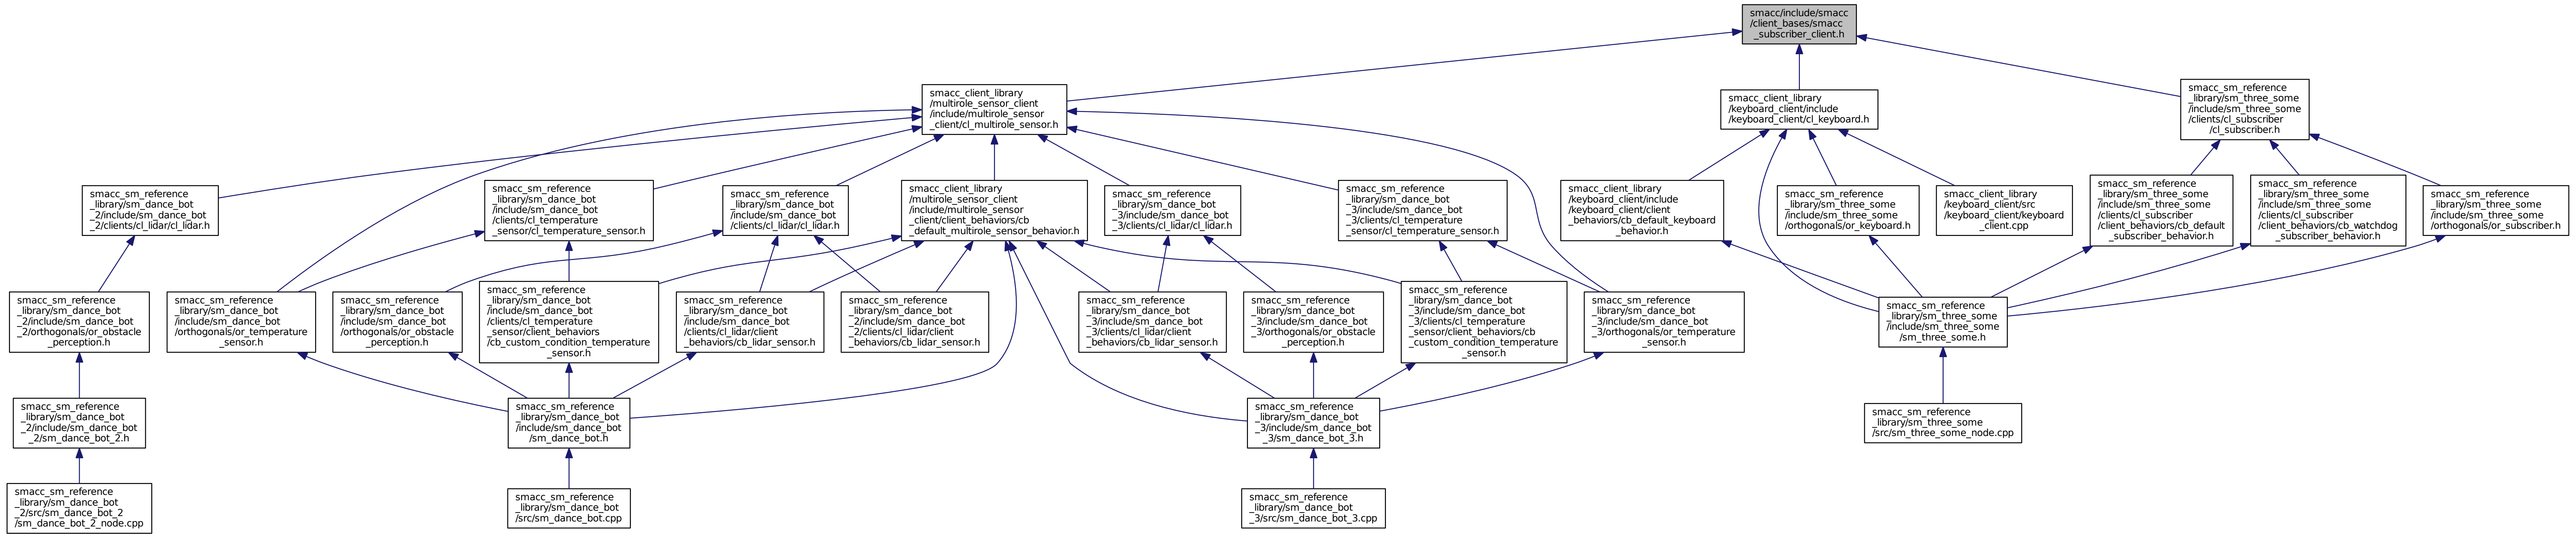 smacc/include/smacc
/client_bases/smacc
_subscriber_client.h
smacc_client_library
/multirole_sensor_client
/include/multirole_sensor
_client/cl_multirole_sensor.h
smacc_client_library
/keyboard_client/include
/keyboard_client/cl_keyboard.h
smacc_sm_reference
_library/sm_three_some
/include/sm_three_some
/clients/cl_subscriber
/cl_subscriber.h
smacc_sm_reference
_library/sm_dance_bot
_2/include/sm_dance_bot
_2/clients/cl_lidar/cl_lidar.h
smacc_sm_reference
_library/sm_dance_bot
/include/sm_dance_bot
/clients/cl_temperature
_sensor/cl_temperature_sensor.h
smacc_sm_reference
_library/sm_dance_bot
/include/sm_dance_bot
/clients/cl_lidar/cl_lidar.h
smacc_client_library
/multirole_sensor_client
/include/multirole_sensor
_client/client_behaviors/cb
_default_multirole_sensor_behavior.h
smacc_sm_reference
_library/sm_dance_bot
_3/include/sm_dance_bot
_3/clients/cl_lidar/cl_lidar.h
smacc_sm_reference
_library/sm_dance_bot
_3/include/sm_dance_bot
_3/clients/cl_temperature
_sensor/cl_temperature_sensor.h
smacc_client_library
/keyboard_client/include
/keyboard_client/client
_behaviors/cb_default_keyboard
_behavior.h
smacc_sm_reference
_library/sm_three_some
/include/sm_three_some
/orthogonals/or_keyboard.h
smacc_client_library
/keyboard_client/src
/keyboard_client/keyboard
_client.cpp
smacc_sm_reference
_library/sm_three_some
/include/sm_three_some
/clients/cl_subscriber
/client_behaviors/cb_default
_subscriber_behavior.h
smacc_sm_reference
_library/sm_three_some
/include/sm_three_some
/clients/cl_subscriber
/client_behaviors/cb_watchdog
_subscriber_behavior.h
smacc_sm_reference
_library/sm_three_some
/include/sm_three_some
/orthogonals/or_subscriber.h
smacc_sm_reference
_library/sm_dance_bot
_2/include/sm_dance_bot
_2/orthogonals/or_obstacle
_perception.h
smacc_sm_reference
_library/sm_dance_bot
/include/sm_dance_bot
/orthogonals/or_temperature
_sensor.h
smacc_sm_reference
_library/sm_dance_bot
/include/sm_dance_bot
/orthogonals/or_obstacle
_perception.h
smacc_sm_reference
_library/sm_dance_bot
/include/sm_dance_bot
/clients/cl_temperature
_sensor/client_behaviors
/cb_custom_condition_temperature
_sensor.h
smacc_sm_reference
_library/sm_dance_bot
/include/sm_dance_bot
/clients/cl_lidar/client
_behaviors/cb_lidar_sensor.h
smacc_sm_reference
_library/sm_dance_bot
_2/include/sm_dance_bot
_2/clients/cl_lidar/client
_behaviors/cb_lidar_sensor.h
smacc_sm_reference
_library/sm_dance_bot
_3/include/sm_dance_bot
_3/clients/cl_lidar/client
_behaviors/cb_lidar_sensor.h
smacc_sm_reference
_library/sm_dance_bot
_3/include/sm_dance_bot
_3/orthogonals/or_obstacle
_perception.h
smacc_sm_reference
_library/sm_dance_bot
_3/include/sm_dance_bot
_3/clients/cl_temperature
_sensor/client_behaviors/cb
_custom_condition_temperature
_sensor.h
smacc_sm_reference
_library/sm_dance_bot
_3/include/sm_dance_bot
_3/orthogonals/or_temperature
_sensor.h
smacc_sm_reference
_library/sm_three_some
/include/sm_three_some
/sm_three_some.h
smacc_sm_reference
_library/sm_dance_bot
_2/include/sm_dance_bot
_2/sm_dance_bot_2.h
smacc_sm_reference
_library/sm_dance_bot
/include/sm_dance_bot
/sm_dance_bot.h
smacc_sm_reference
_library/sm_dance_bot
_3/include/sm_dance_bot
_3/sm_dance_bot_3.h
smacc_sm_reference
_library/sm_three_some
/src/sm_three_some_node.cpp
smacc_sm_reference
_library/sm_dance_bot
_2/src/sm_dance_bot_2
/sm_dance_bot_2_node.cpp
smacc_sm_reference
_library/sm_dance_bot
/src/sm_dance_bot.cpp
smacc_sm_reference
_library/sm_dance_bot
_3/src/sm_dance_bot_3.cpp